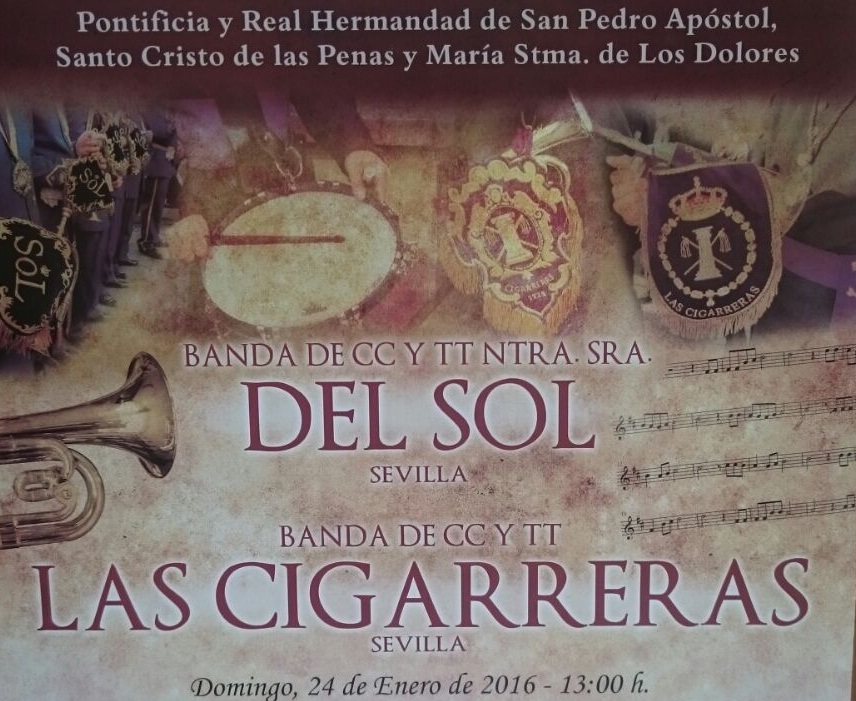 Pontificia y Real Hermandad de San Pedro Apóstol,
Santo Cristo de las Penas y María Stma. de Los Dolores
SOL
SOL
CIGARRERAS
LAS CIGARRERAS
BANDA DE CC Y TT NTRA. SRA.
DEL SOL
SEVILLA
BANDA DE CC Y TT
LAS CIGARRERAS
SEVILLA
Domingo, 24 de Enero de 2016 - 13:00 h.